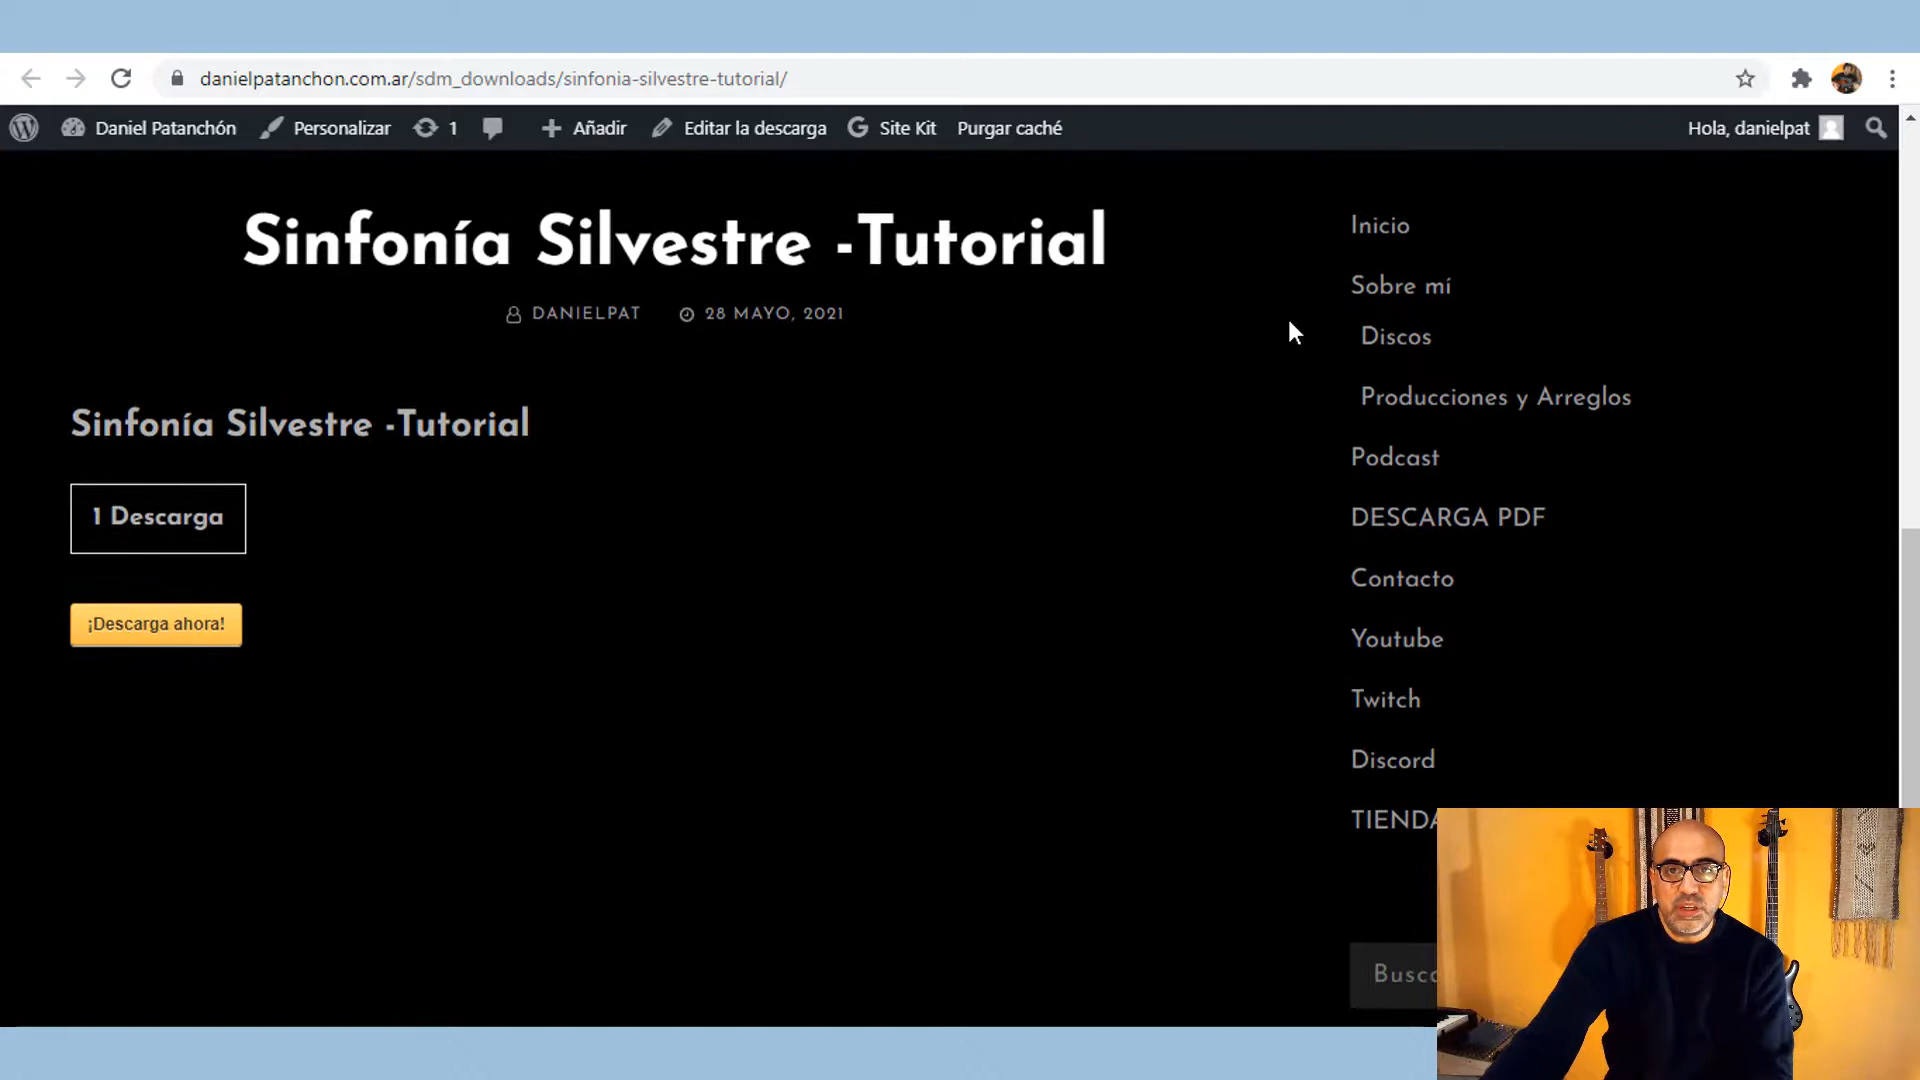 danielpatanchon.com.ar/sdm_downloads/sinfonia-silvestre-tutorial/
Daniel Patanchón Personalizar 1 Añadir Editar la descarga Site Kit Purgar caché Hola, danielpat
Sinfonía Silvestre -Tutorial
DANIELPAT 28 MAYO, 2021
Sinfonía Silvestre -Tutorial
1 Descarga
¡Descarga ahora!
Inicio
Sobre mí
Discos
Producciones y Arreglos
Podcast
DESCARGA PDF
Contacto
Youtube
Twitch
Discord
TIENDA